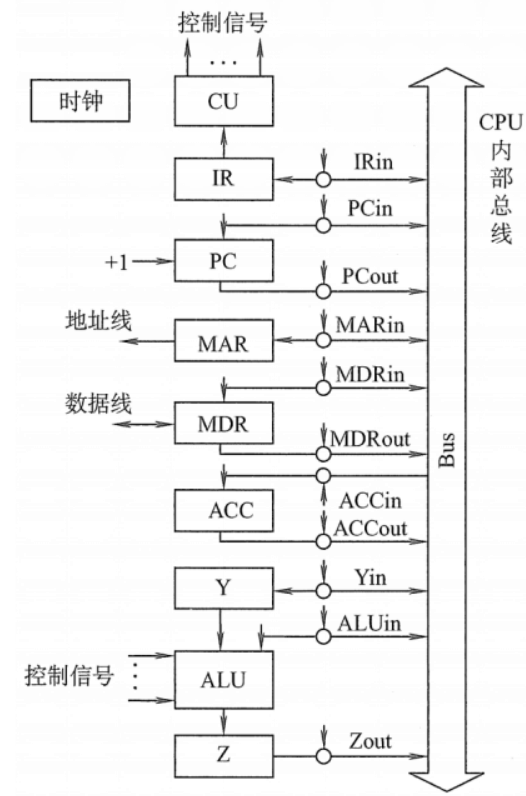 控制信号
...
时钟
CU
CPU
内
部
总
线
IR
IRin
PCin
+1
PC
PCout
地址线
MAR
MARin
MDRin
数据线
MDR
MDRout
Bus
ACC
ACCin
ACCout
Y
Yin
ALUin
控制信号
ALU
Z
Zout